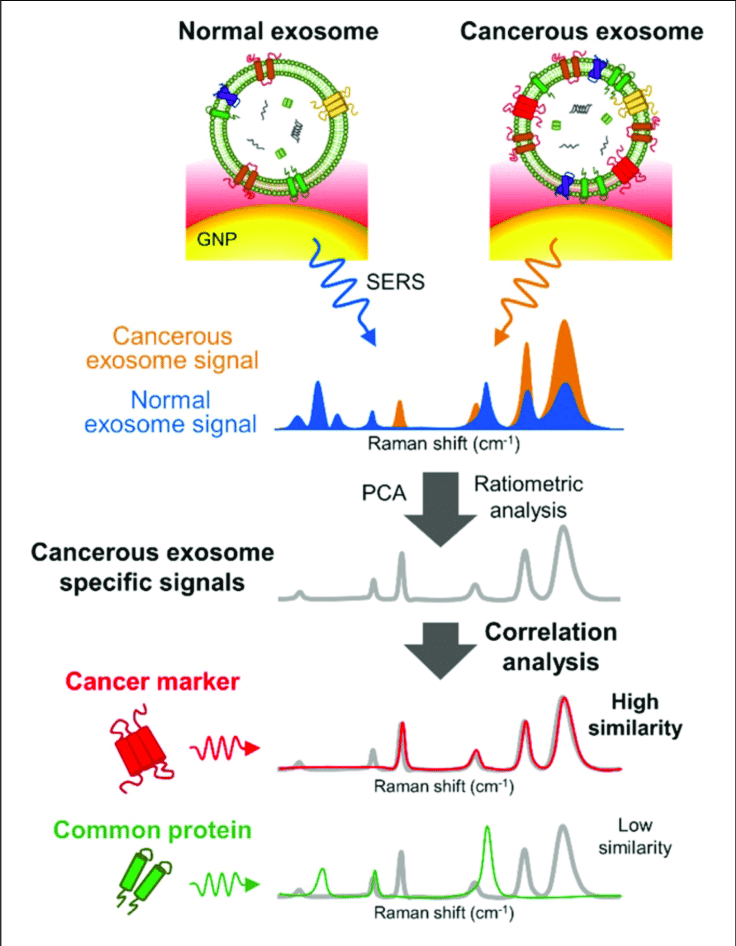 Normal exosome
Cancerous exosome
GNP
SERS
Cancerous
exosome signal
Normal
exosome signal
Raman shift (cm⁻¹)
PCA
Ratiometric
analysis
Cancerous exosome
specific signals
Correlation
analysis
Cancer marker
High
similarity
Raman shift (cm⁻¹)
Common protein
Low
similarity
Raman shift (cm⁻¹)